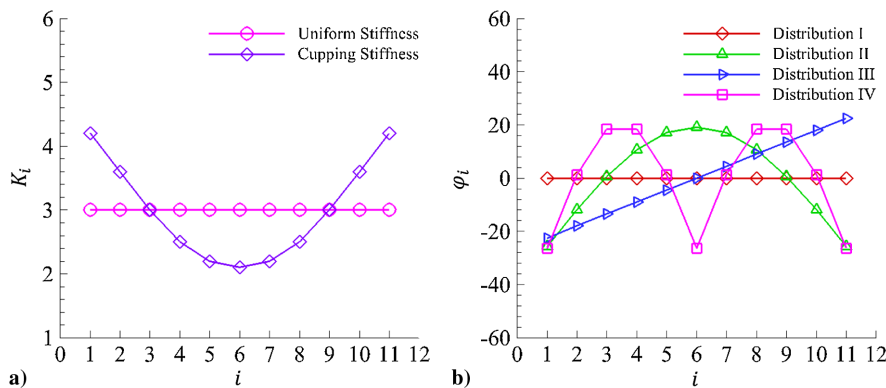 6
5
4
3
2
1
K_i
Uniform Stiffness
Cupping Stiffness
0 1 2 3 4 5 6 7 8 9 10 11 12
i
a)
60
40
20
0
-20
-40
-60
φ_i
Distribution I
Distribution II
Distribution III
Distribution IV
0 1 2 3 4 5 6 7 8 9 10 11 12
i
b)